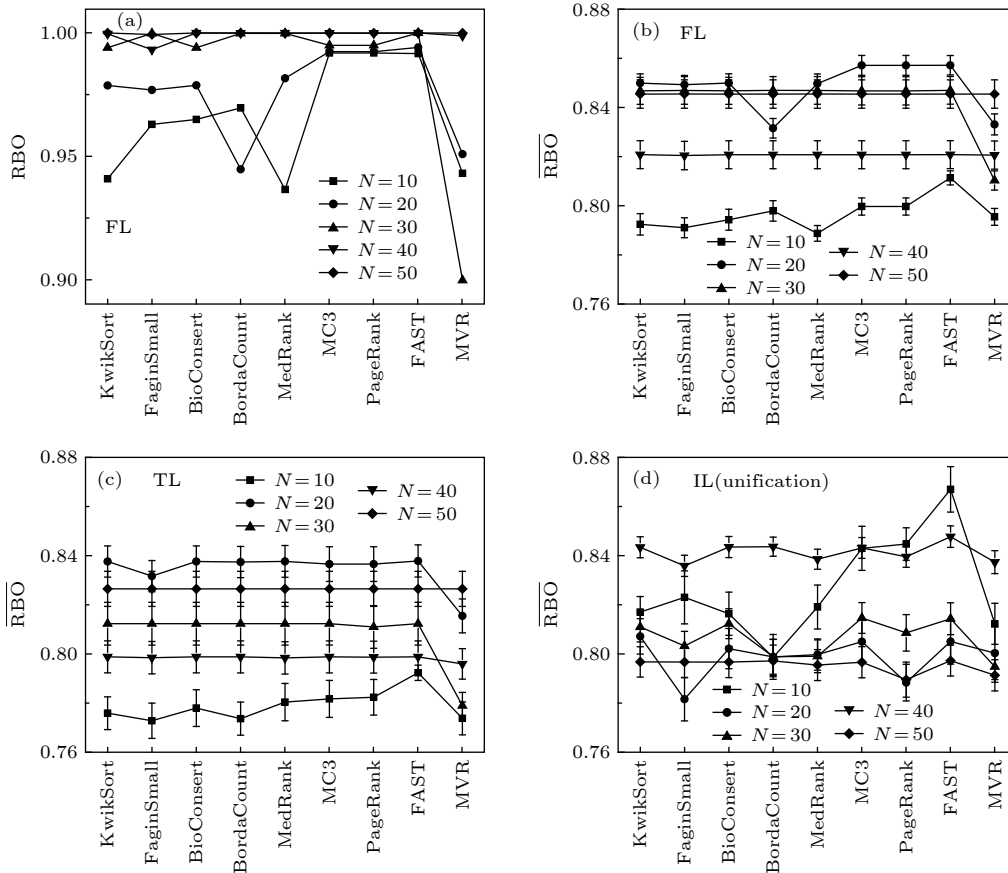 (a)
RBO
1.00
0.95
0.90
FL
N = 10
N = 20
N = 30
N = 40
N = 50
KwikSort
FaginSmall
BioConsert
BordaCount
MedRank
MC3
PageRank
FAST
MVR
(b) FL
RBO
0.88
0.84
0.80
0.76
N = 10
N = 20
N = 30
N = 40
N = 50
KwikSort
FaginSmall
BioConsert
BordaCount
MedRank
MC3
PageRank
FAST
MVR
(c) TL
RBO
0.88
0.84
0.80
0.76
N = 10
N = 20
N = 30
N = 40
N = 50
KwikSort
FaginSmall
BioConsert
BordaCount
MedRank
MC3
PageRank
FAST
MVR
(d) IL(unification)
RBO
0.88
0.84
0.80
0.76
N = 10
N = 20
N = 30
N = 40
N = 50
KwikSort
FaginSmall
BioConsert
BordaCount
MedRank
MC3
PageRank
FAST
MVR